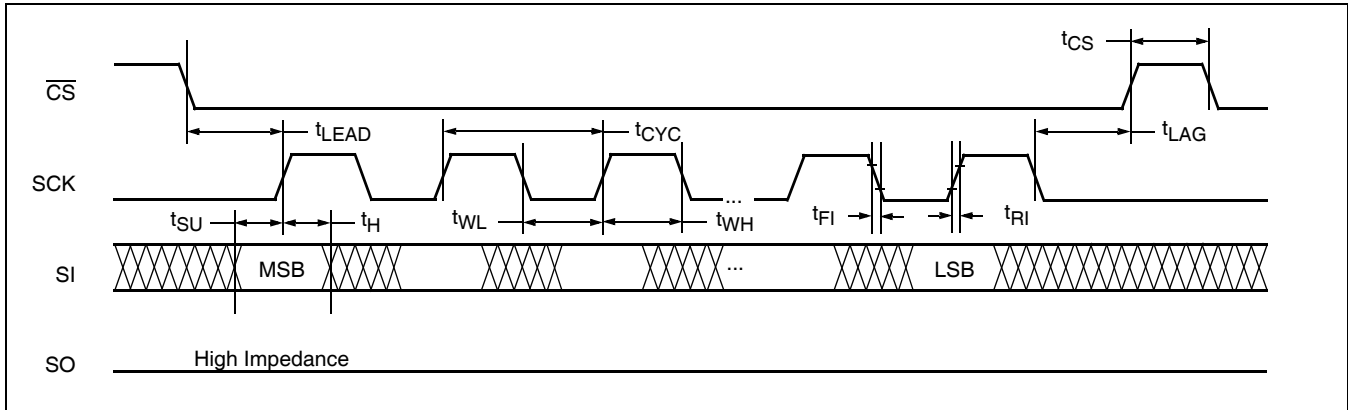 tCS
CS
tLEAD
tCYC
tLAG
SCK
...
tSU
tH
tWL
tWH
tFI
tRI
SI
MSB
...
LSB
SO
High Impedance